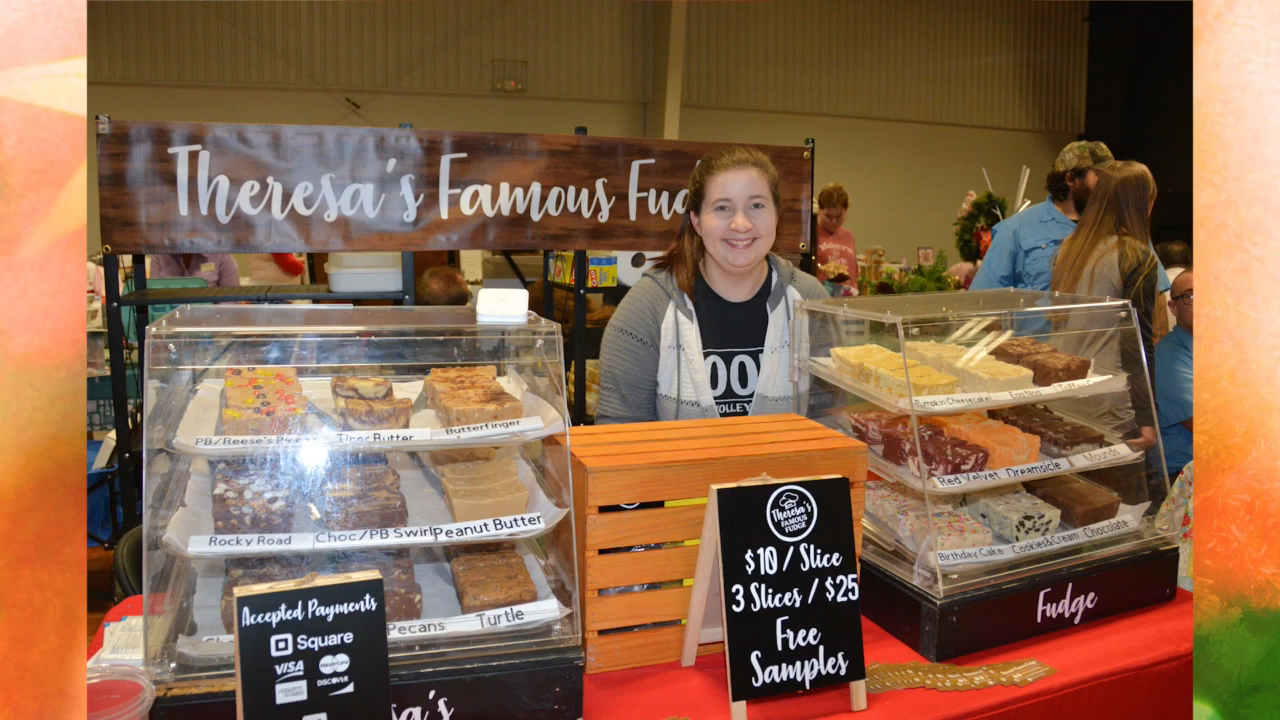 Theresa's Famous Fud
PB/Reese's
Tiger Butter
Butterfinger
Rocky Road
Choc/PB Swirl
Peanut Butter
Pecans
Turtle
Accepted Payments
Square
VISA
MasterCard
DISCOVER
Theresa's
FAMOUS
FUDGE
$10 / Slice
3 Slices / $25
Free
Samples
Pumpkin Cheesecake
Red Velvet
Dreamsicle
Mounds
Birthday Cake
Cookies&Cream
Chocolate
Fudge